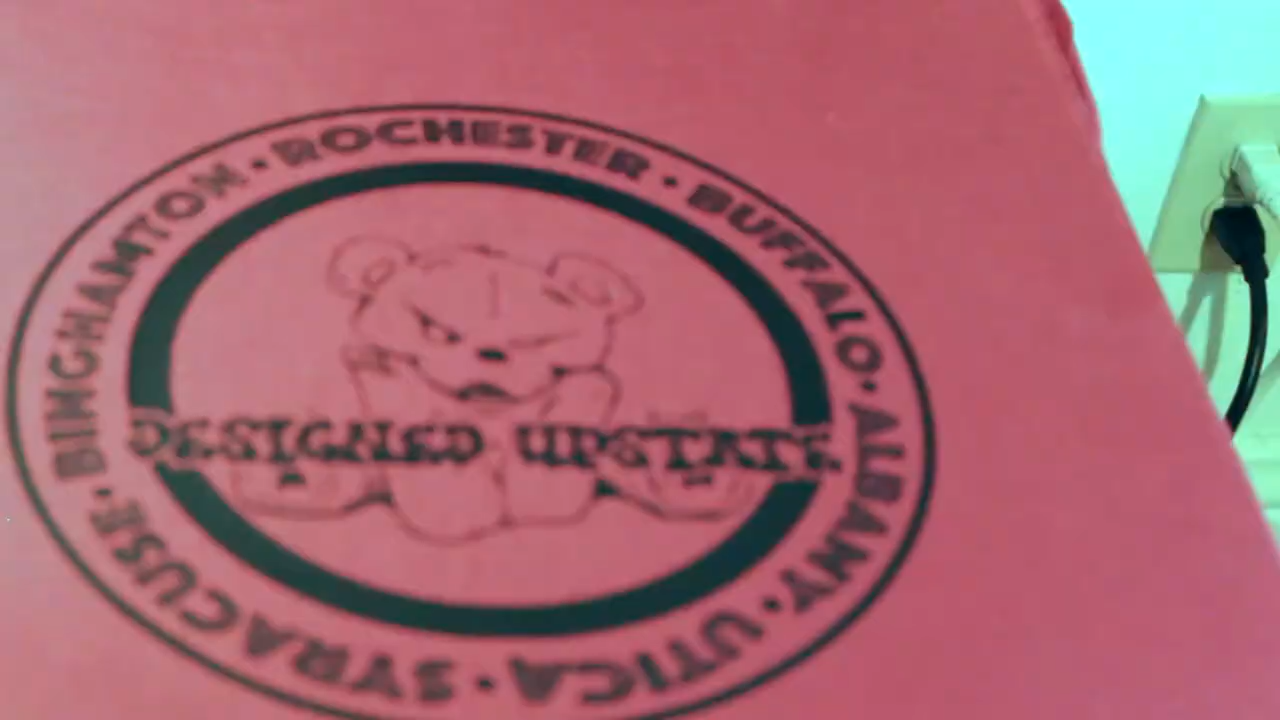 BINGHAMTON • ROCHESTER • BUFFALO • ALBANY • UTICA • SYRACUSE •
DESIGNED UPSTATE